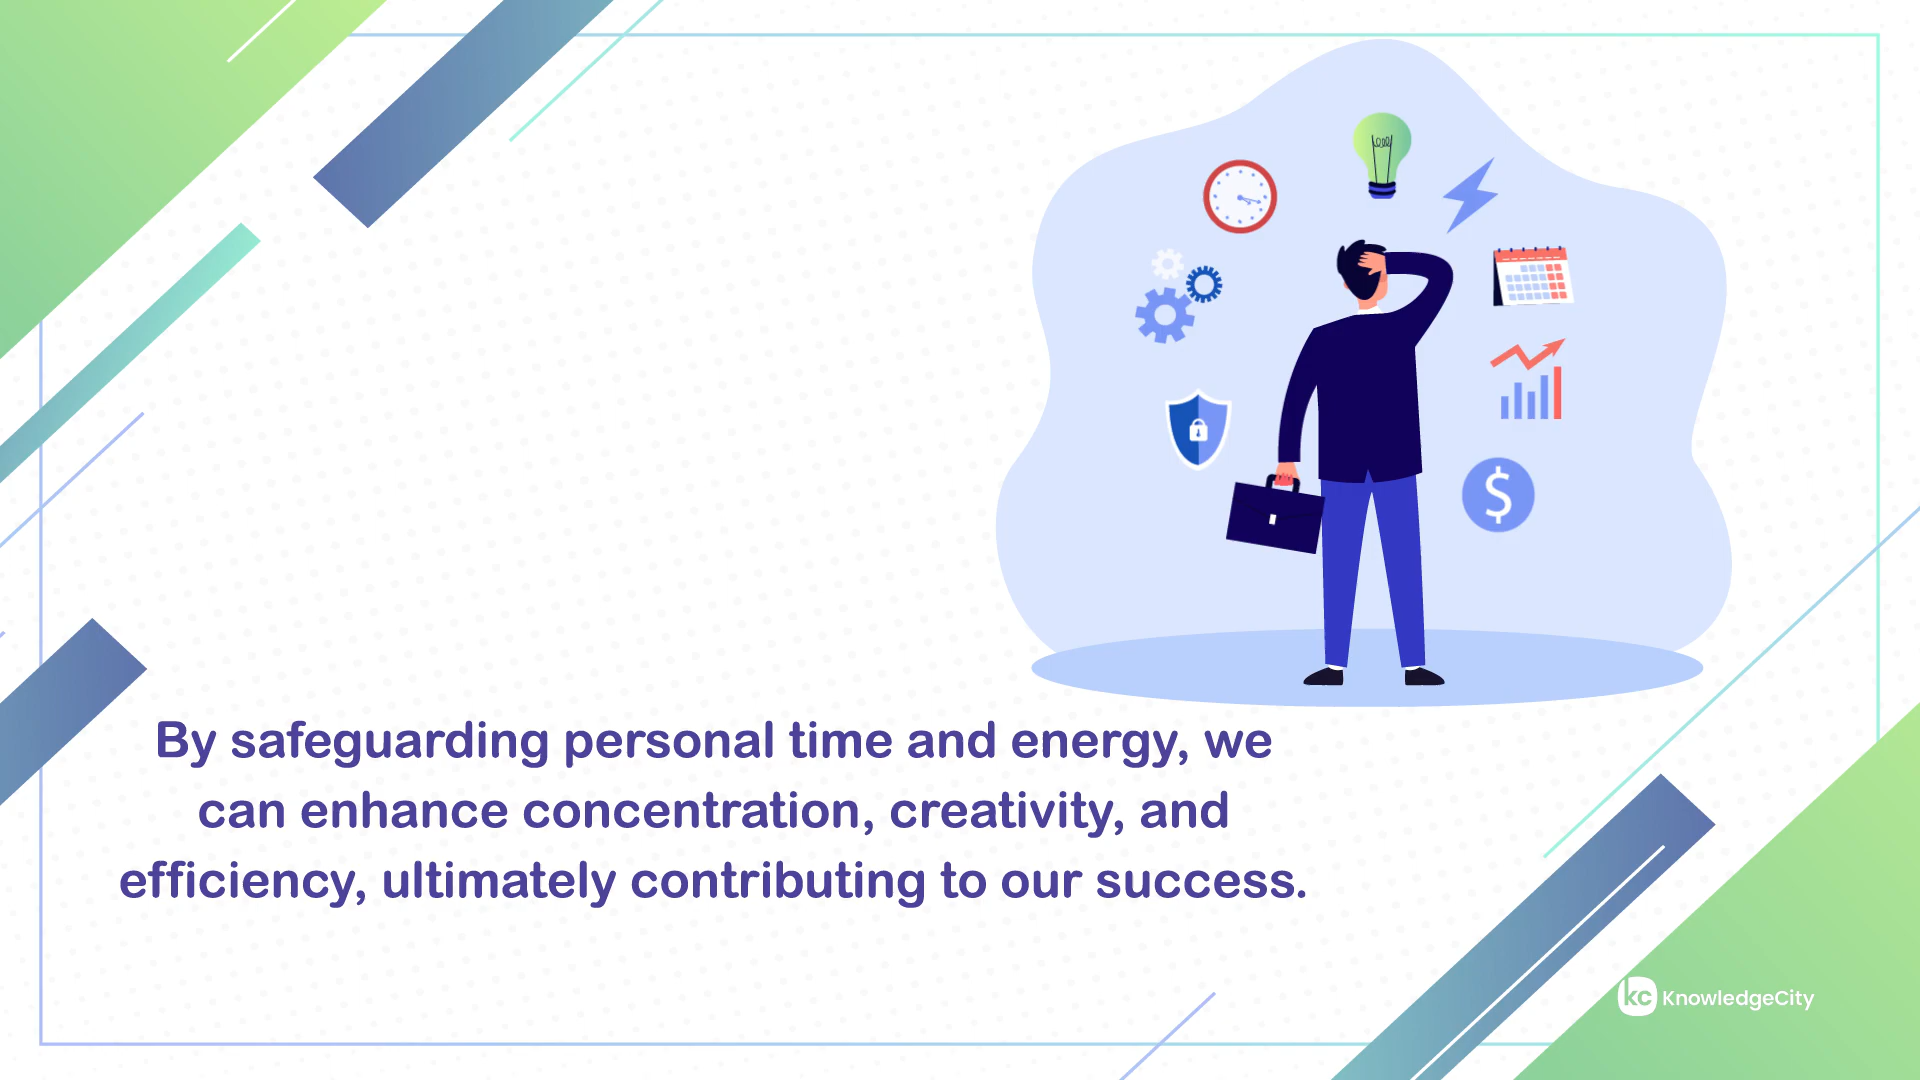 By safeguarding personal time and energy, we
can enhance concentration, creativity, and
efficiency, ultimately contributing to our success.
$
kc KnowledgeCity